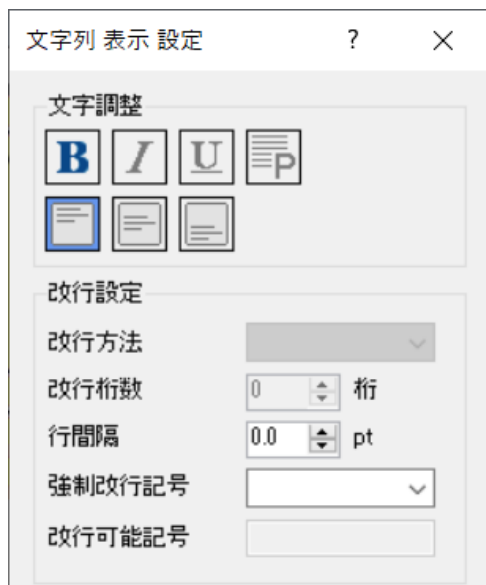 文字列 表示 設定 ? ×
文字調整
B I U P
改行設定
改行方法
改行桁数 0 桁
行間隔 0.0 pt
強制改行記号
改行可能記号